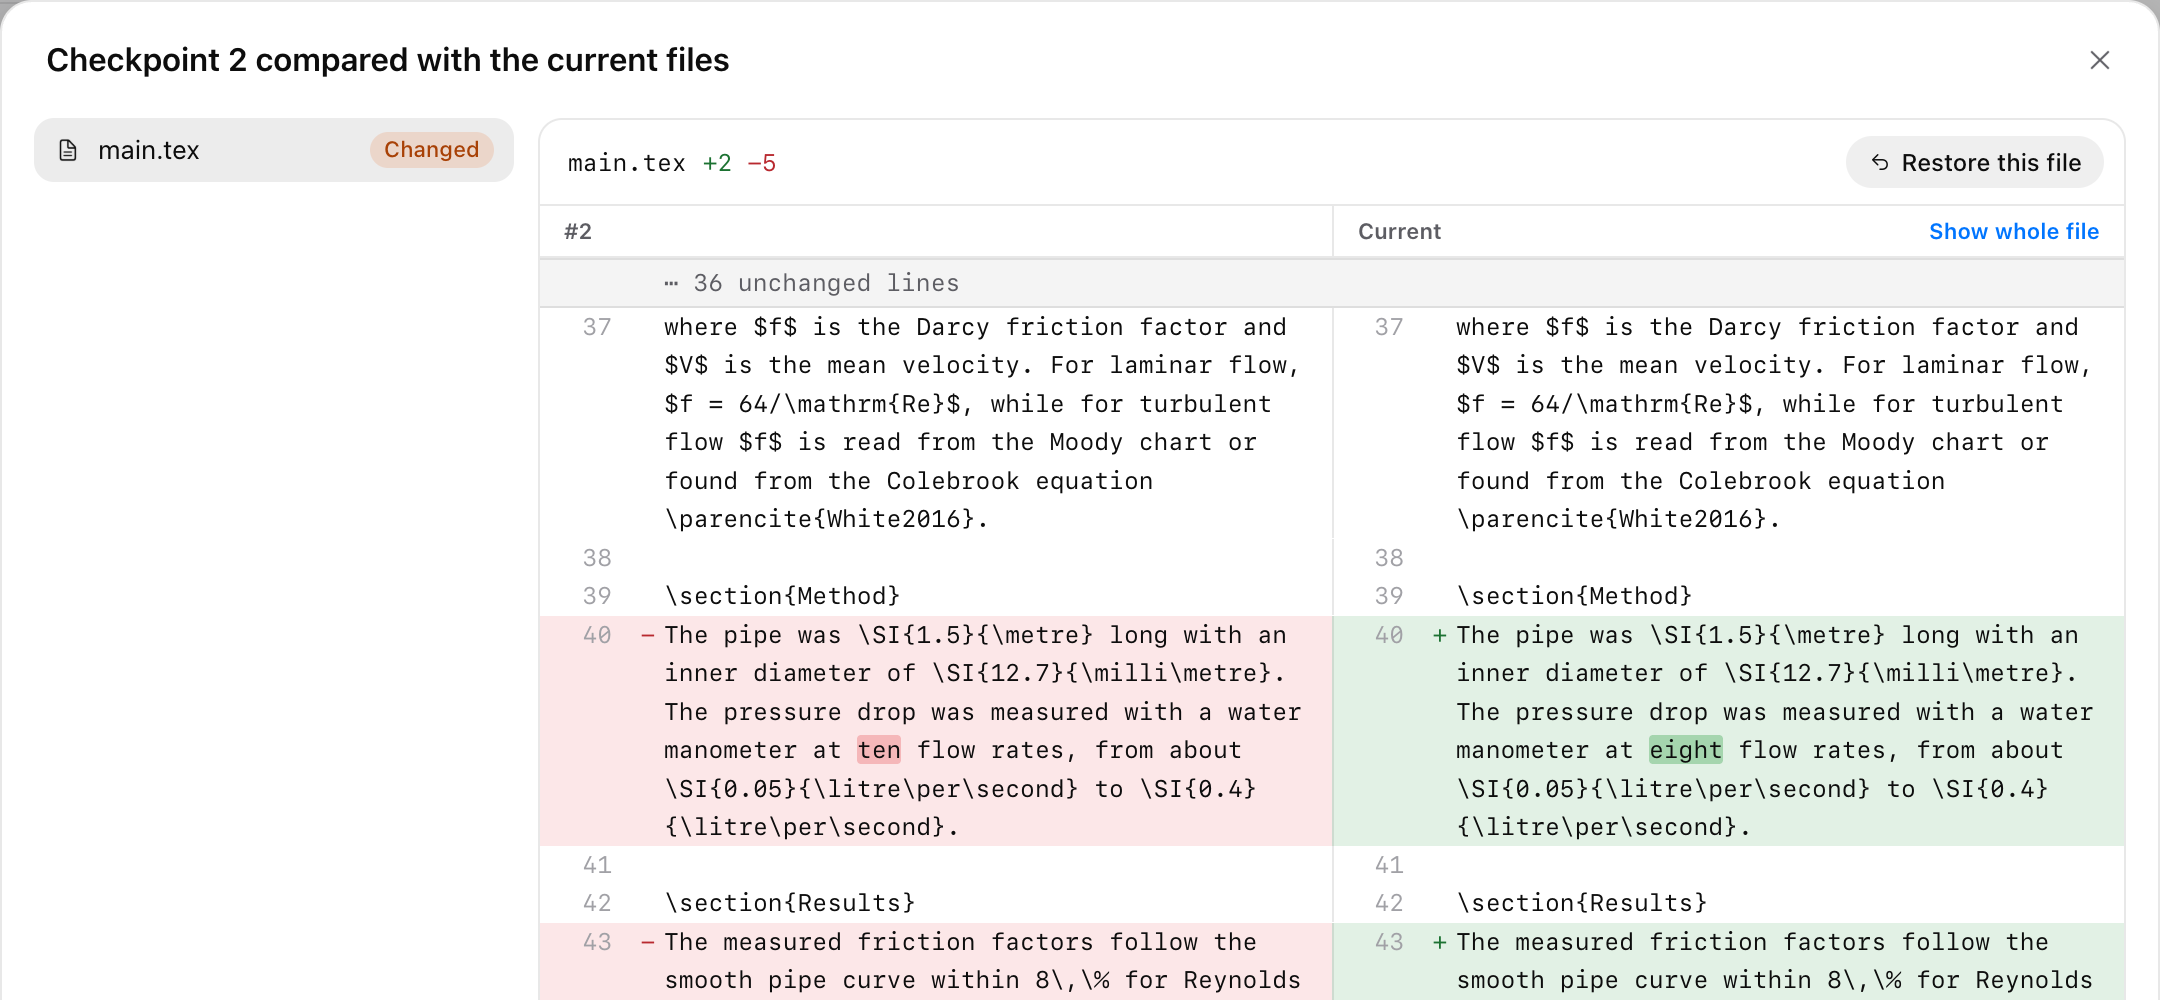 Checkpoint 2 compared with the current files
main.tex Changed
main.tex +2 −5
Restore this file
#2
Current
Show whole file
⋯ 36 unchanged lines
37 where $f$ is the Darcy friction factor and
$V$ is the mean velocity. For laminar flow,
$f = 64/\mathrm{Re}$, while for turbulent
flow $f$ is read from the Moody chart or
found from the Colebrook equation
\parencite{White2016}.
38
39 \section{Method}
40 − The pipe was \SI{1.5}{\metre} long with an
inner diameter of \SI{12.7}{\milli\metre}.
The pressure drop was measured with a water
manometer at ten flow rates, from about
\SI{0.05}{\litre\per\second} to \SI{0.4}
{\litre\per\second}.
41
42 \section{Results}
43 − The measured friction factors follow the
smooth pipe curve within 8\,\% for Reynolds
37 where $f$ is the Darcy friction factor and
$V$ is the mean velocity. For laminar flow,
$f = 64/\mathrm{Re}$, while for turbulent
flow $f$ is read from the Moody chart or
found from the Colebrook equation
\parencite{White2016}.
38
39 \section{Method}
40 + The pipe was \SI{1.5}{\metre} long with an
inner diameter of \SI{12.7}{\milli\metre}.
The pressure drop was measured with a water
manometer at eight flow rates, from about
\SI{0.05}{\litre\per\second} to \SI{0.4}
{\litre\per\second}.
41
42 \section{Results}
43 + The measured friction factors follow the
smooth pipe curve within 8\,\% for Reynolds